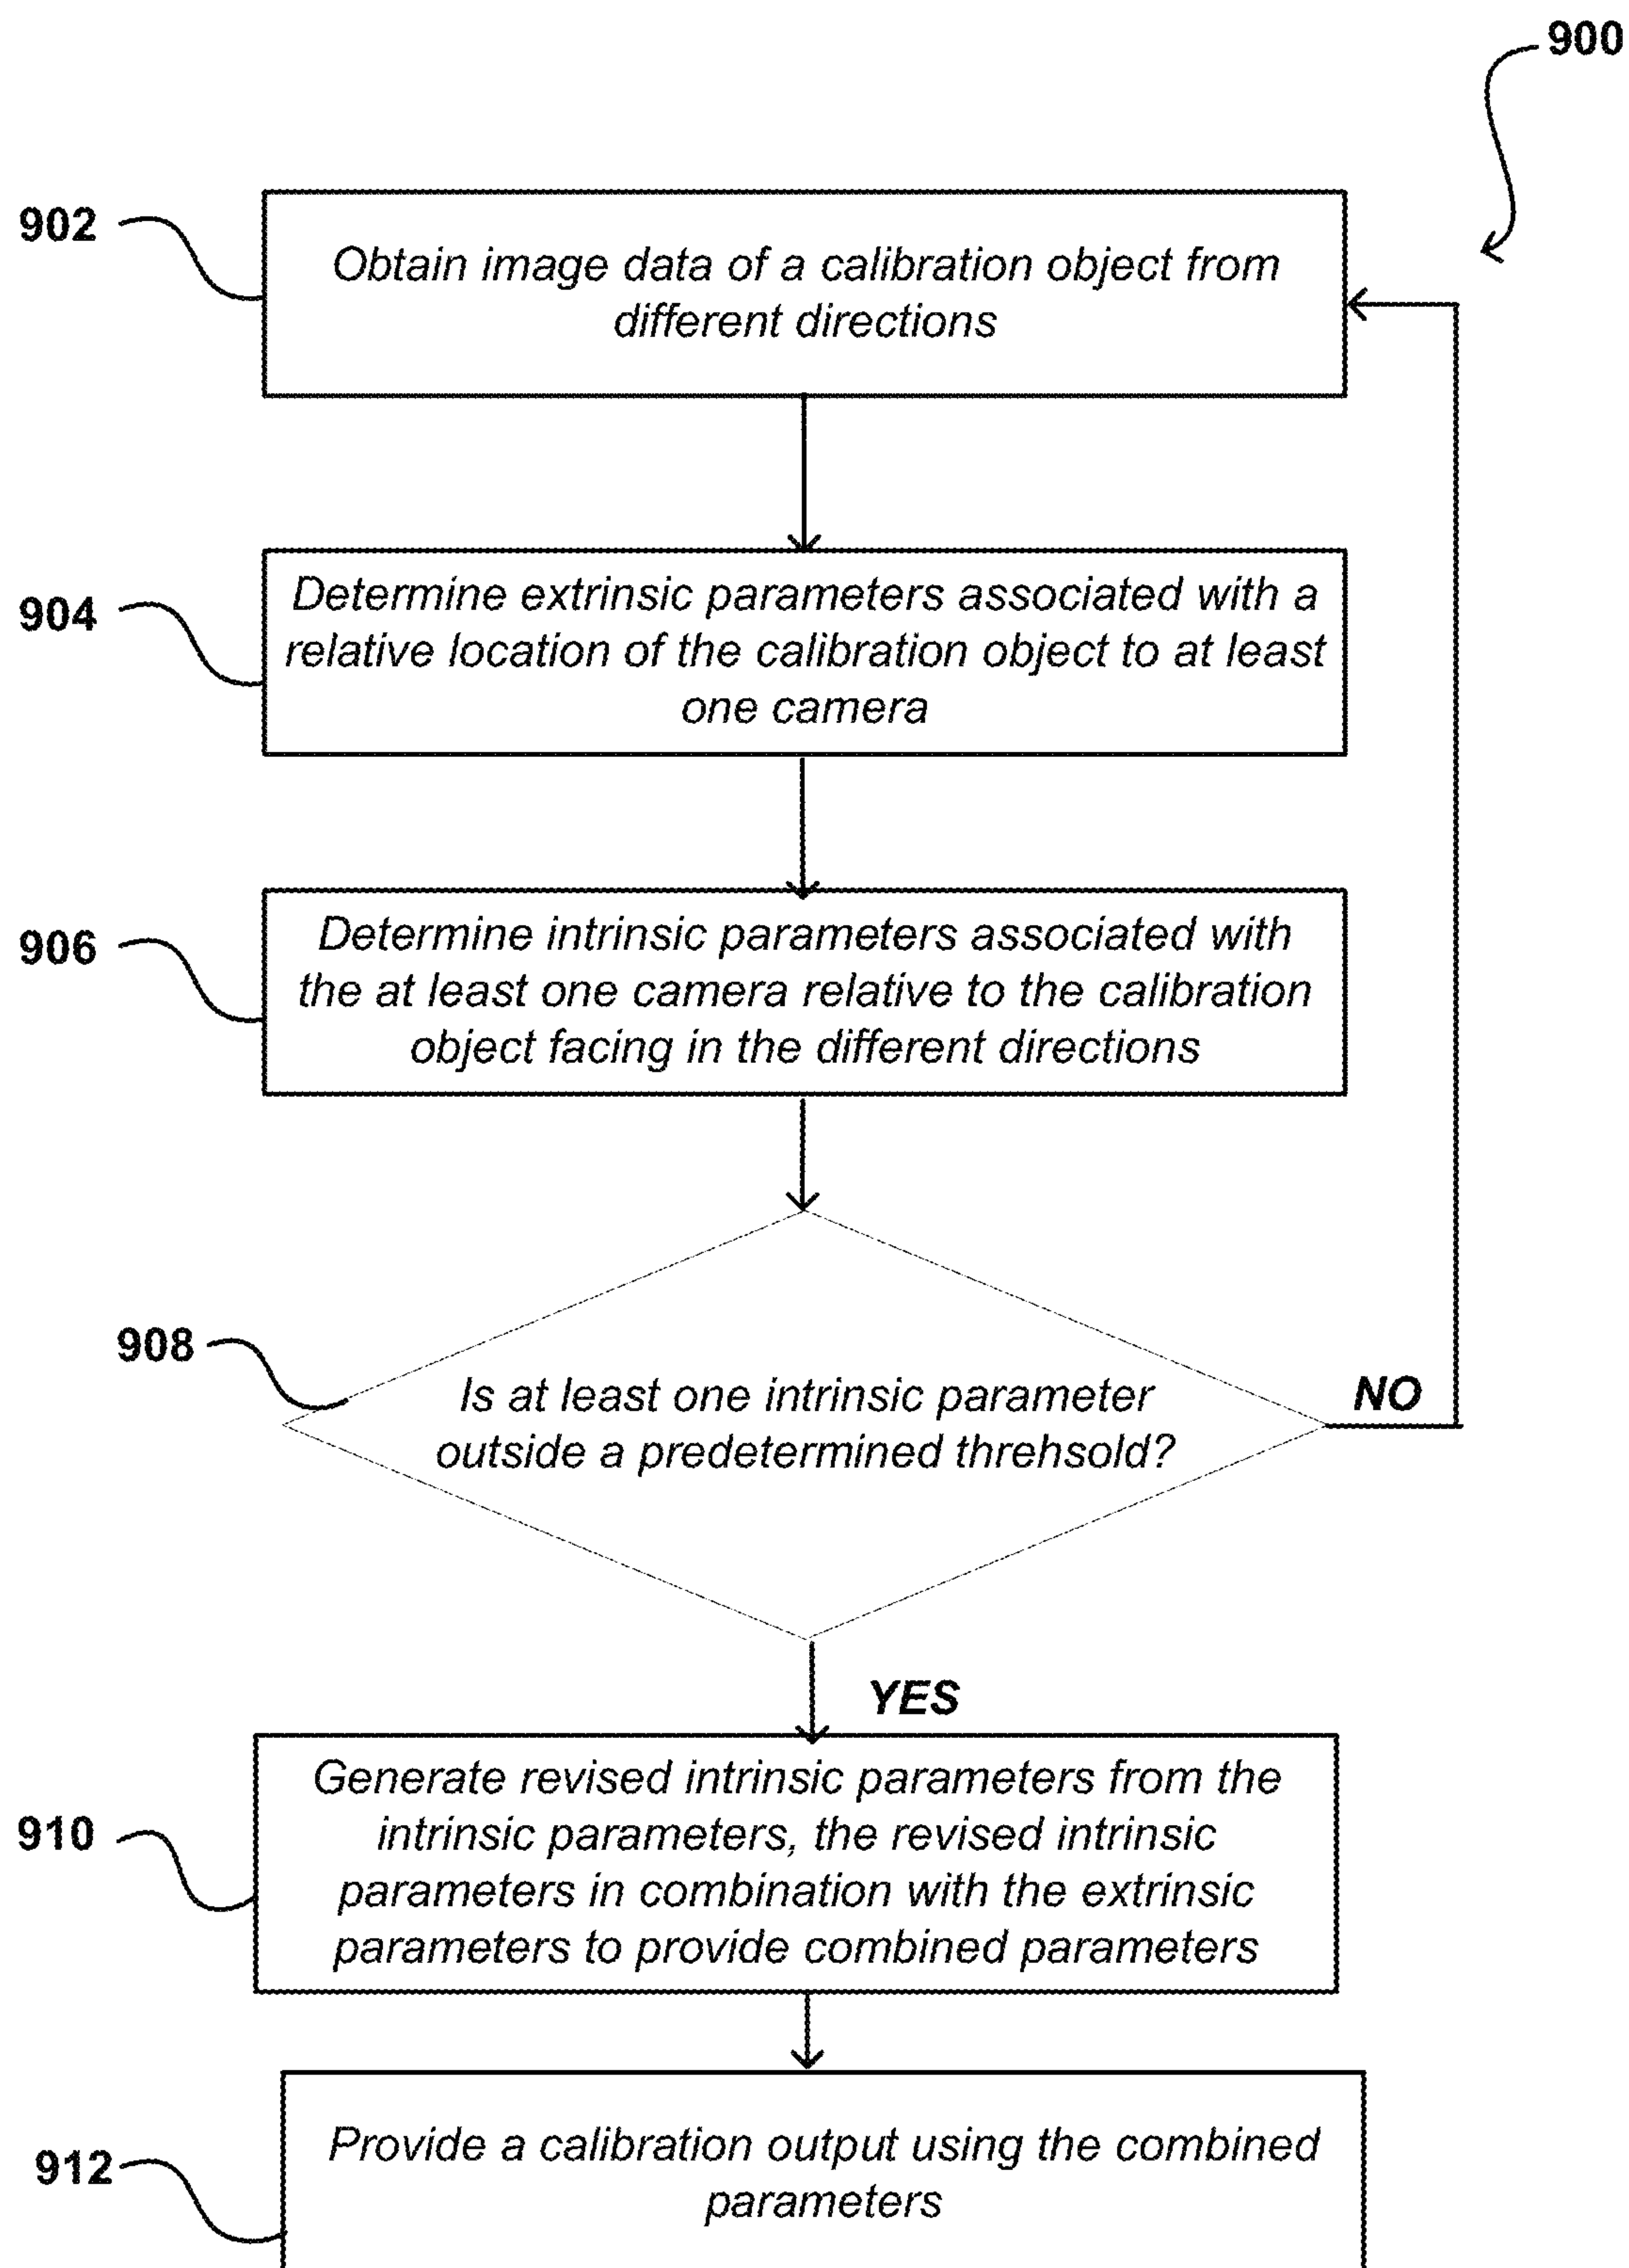 900
902
Obtain image data of a calibration object from
different directions
904
Determine extrinsic parameters associated with a
relative location of the calibration object to at least
one camera
906
Determine intrinsic parameters associated with
the at least one camera relative to the calibration
object facing in the different directions
908
Is at least one intrinsic parameter
outside a predetermined threhsold?
NO
YES
910
Generate revised intrinsic parameters from the
intrinsic parameters, the revised intrinsic
parameters in combination with the extrinsic
parameters to provide combined parameters
912
Provide a calibration output using the combined
parameters